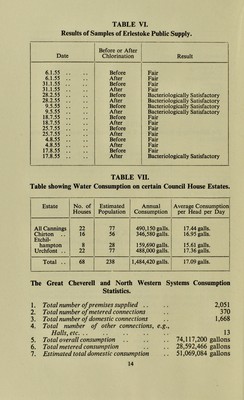 TABLE VI.
Results of Samples of Erlestoke Public Supply.
Date Before or After Chlorination Result
6.1.55 .. .. Before Fair
6.1.55 .. .. After Fair
31.1.55 .. .. Before Fair
31.1.55 .. .. After Fair
28.2.55 .. .. Before Bacteriologically Satisfactory
28.2.55 .. .. After Bacteriologically Satisfactory
9.5.55 .. .. Before Bacteriologically Satisfactory
9.5.55 .. .. After Bacteriologically Satisfactory
18.7.55 .. .. Before Fair
18.7.55 .. .. After Fair
25.7.55 .. .. Before Fair
25.7.55 .. .. After Fair
4.8.55 .. .. Before Fair
4.8.55 .. .. After Fair
17.8.55 .. .. Before Fair
17.8.55 .. .. After Bacteriologically Satisfactory
TABLE VII.
Table showing Water Consumption on certain Council House Estates.
Estate No. of Houses Estimated Population Annual Consumption Average Consumption per Head per Day
All Cannings 22 77 490,150 galls. 17.44 galls.
Chirton .. 16 56 346,580 galls. 16.95 galls.
Etchil-
hampton 8 28 159,690 galls. 15.61 galls.
Urchfont .. 22 77 488,000 galls. 17.36 galls.
Total .. 68 238 1,484,420 galls. 17.09 galls.
The Great Cheverell and North Western Systems Consumption
Statistics.
1. Total number of premises supplied .. .. 2,051
2. Total number of metered connections .. 370
3. Total number of domestic connections .. 1,668
4. Total number of other connections, e.g.,
Halls, etc. .. .. .. .. .. 13
5. Total overall consumption .. .. 74,117,200 gallons
6. Total metered consumption .. .. 28,592,466 gallons
7. Estimated total domestic consumption .. 51,069,084 gallons
14